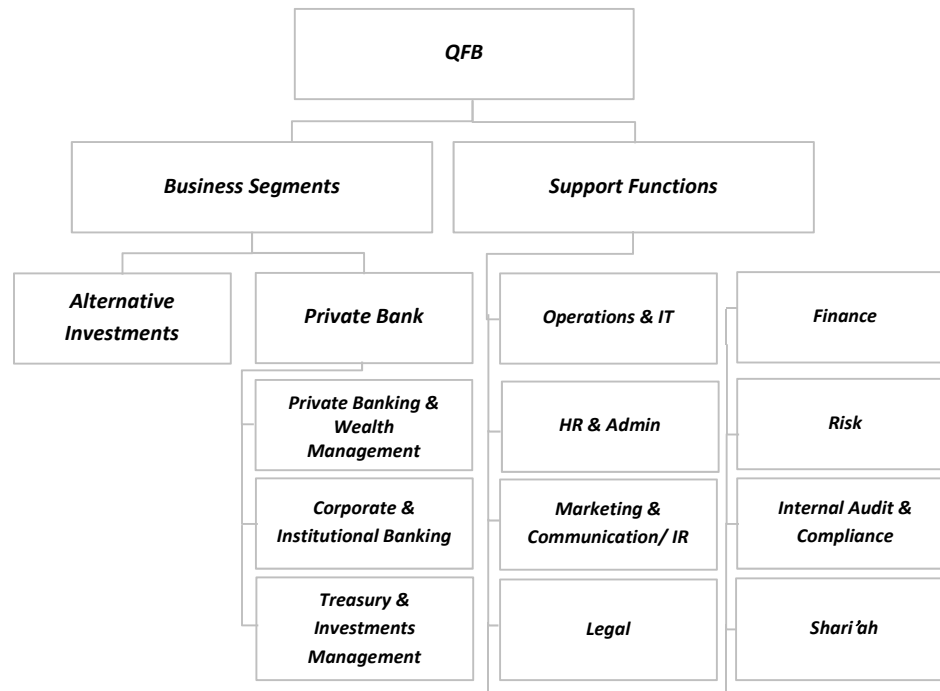 QFB
Business Segments
Support Functions
Alternative
Investments
Private Bank
Operations & IT
Finance
Private Banking &
Wealth
Management
HR & Admin
Risk
Corporate &
Institutional Banking
Marketing &
Communication/ IR
Internal Audit &
Compliance
Treasury &
Investments
Management
Legal
Shari’ah